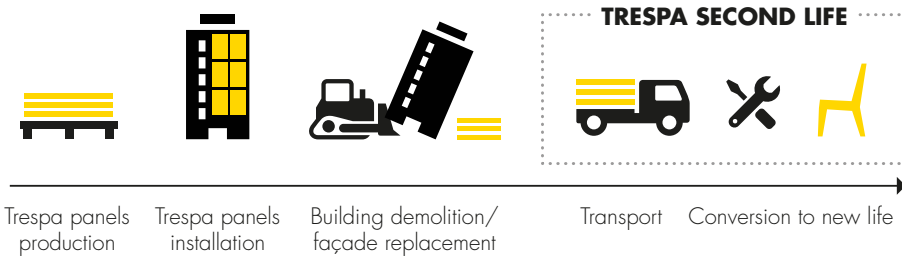 TRESPA SECOND LIFE
Trespa panels
production
Trespa panels
installation
Building demolition/
façade replacement
Transport
Conversion to new life